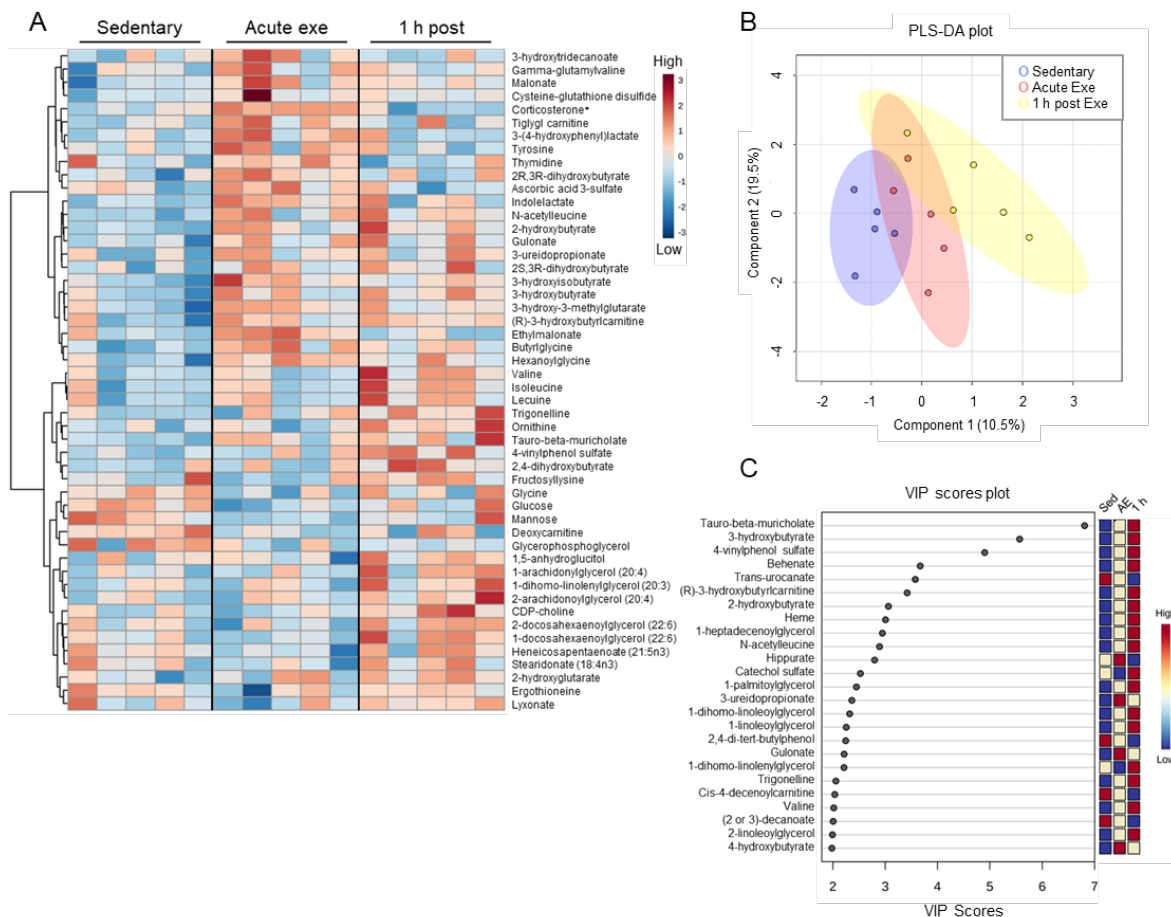 A
Sedentary
Acute exe
1 h post
3-hydroxytridecanoate
Gamma-glutamylvaline
Malonate
Cysteine-glutathione disulfide
Corticosterone*
Tiglygl carnitine
3-(4-hydroxyphenyl)lactate
Tyrosine
Thymidine
2R,3R-dihydroxybutyrate
Ascorbic acid 3-sulfate
Indolelactate
N-acetylleucine
2-hydroxybutyrate
Gulonate
3-ureidopropionate
2S,3R-dihydroxybutyrate
3-hydroxyisobutyrate
3-hydroxybutyrate
3-hydroxy-3-methylglutarate
(R)-3-hydroxybutyrlcarnitine
Ethylmalonate
Butyrlglycine
Hexanoylglycine
Valine
Isoleucine
Lecuine
Trigonelline
Ornithine
Tauro-beta-muricholate
4-vinylphenol sulfate
2,4-dihydroxybutyrate
Fructosyllysine
Glycine
Glucose
Mannose
Deoxycarnitine
Glycerophosphoglycerol
1,5-anhydroglucitol
1-arachidonylglycerol (20:4)
1-dihomo-linolenylglycerol (20:3)
2-arachidonoylglycerol (20:4)
CDP-choline
2-docosahexaenoylglycerol (22:6)
1-docosahexaenoylglycerol (22:6)
Heneicosapentaenoate (21:5n3)
Stearidonate (18:4n3)
2-hydroxyglutarate
Ergothioneine
Lyxonate
High
3
2
1
0
-1
-2
-3
Low
B
PLS-DA plot
Sedentary
Acute Exe
1 h post Exe
Component 2 (19.5%)
4
2
0
-2
-4
-2 -1 0 1 2 3
Component 1 (10.5%)
C
VIP scores plot
Sed AE 1 h
Tauro-beta-muricholate
3-hydroxybutyrate
4-vinylphenol sulfate
Behenate
Trans-urocanate
(R)-3-hydroxybutyrlcarnitine
2-hydroxybutyrate
Heme
1-heptadecenoylglycerol
N-acetylleucine
Hippurate
Catechol sulfate
1-palmitoylglycerol
3-ureidopropionate
1-dihomo-linoleoylglycerol
1-linoleoylglycerol
2,4-di-tert-butylphenol
Gulonate
1-dihomo-linolenylglycerol
Trigonelline
Cis-4-decenoylcarnitine
Valine
(2 or 3)-decanoate
2-linoleoylglycerol
4-hydroxybutyrate
High
Low
2 3 4 5 6 7
VIP Scores